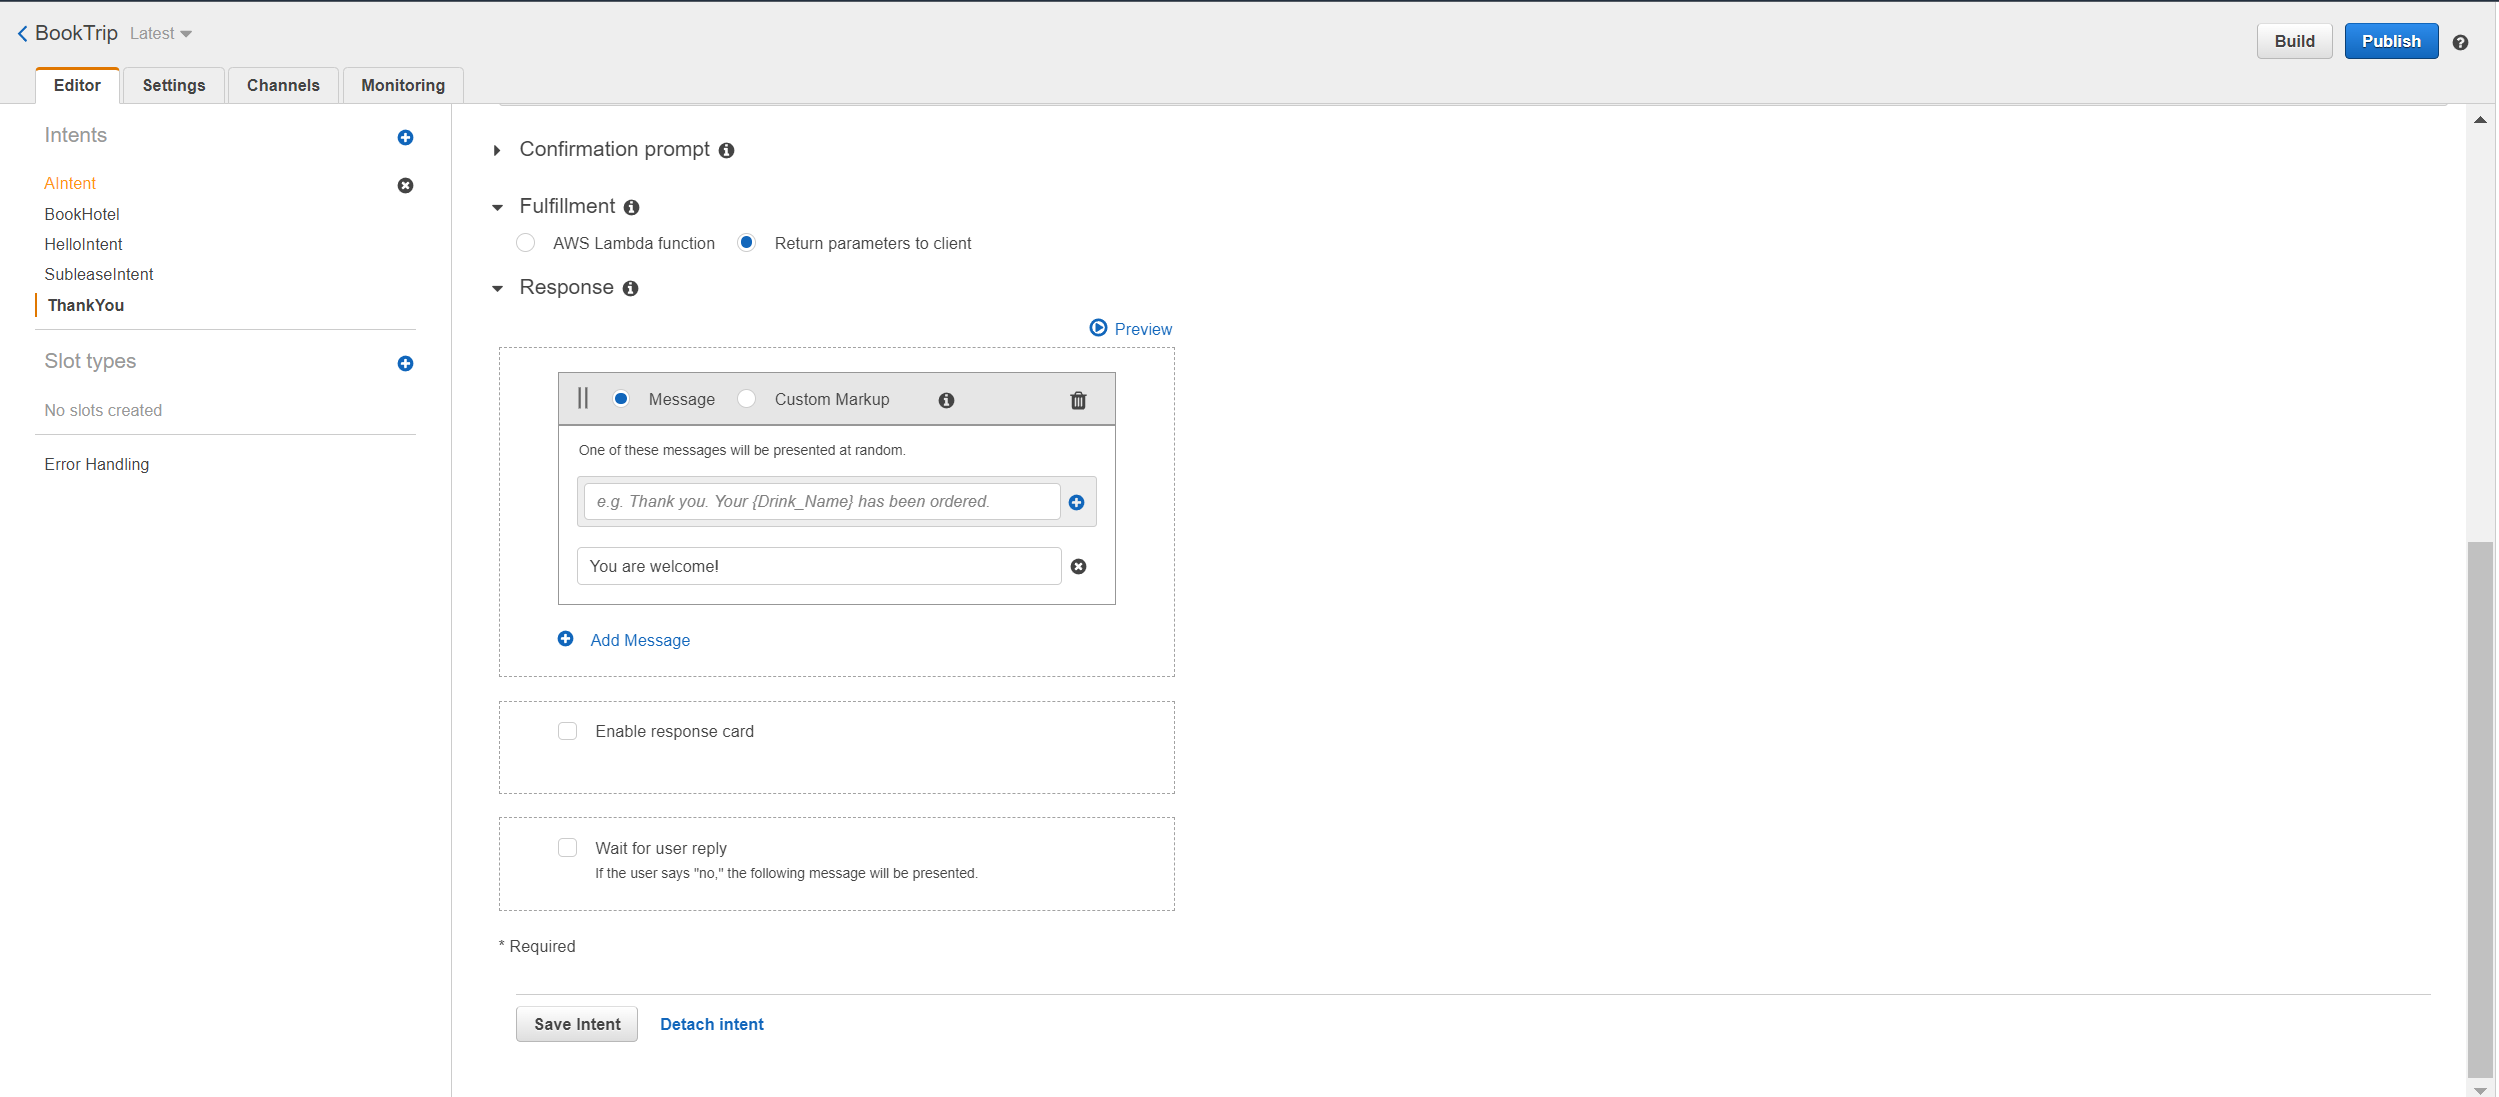 BookTrip Latest
Build Publish
Editor Settings Channels Monitoring
Intents
AIntent
BookHotel
HelloIntent
SubleaseIntent
ThankYou
Slot types
No slots created
Error Handling
Confirmation prompt
Fulfillment
AWS Lambda function Return parameters to client
Response
Preview
Message Custom Markup
One of these messages will be presented at random.
e.g. Thank you. Your {Drink_Name} has been ordered.
You are welcome!
Add Message
Enable response card
Wait for user reply
If the user says "no," the following message will be presented.
* Required
Save Intent Detach intent